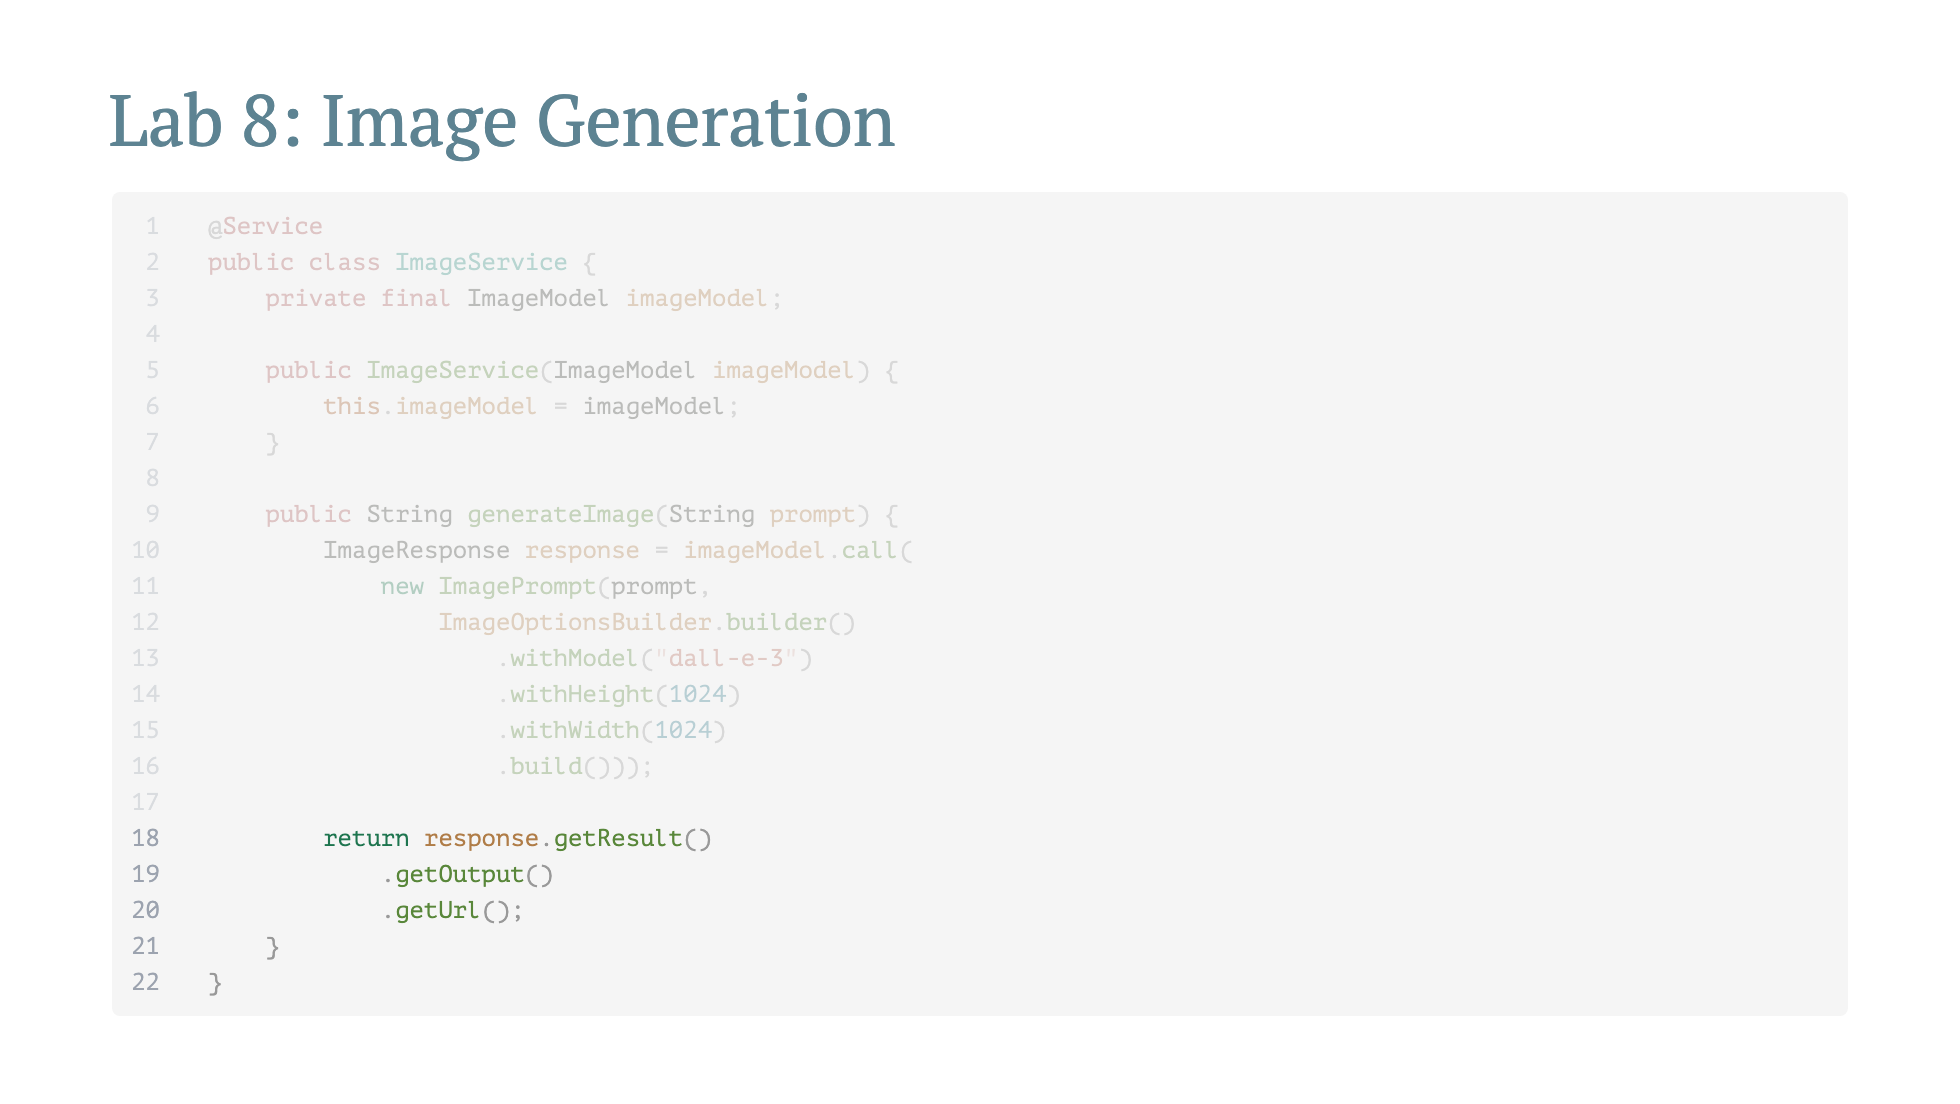 Lab 8: Image Generation
1 @Service
2 public class ImageService {
3     private final ImageModel imageModel;
4
5     public ImageService(ImageModel imageModel) {
6         this.imageModel = imageModel;
7     }
8
9     public String generateImage(String prompt) {
10         ImageResponse response = imageModel.call(
11             new ImagePrompt(prompt,
12                 ImageOptionsBuilder.builder()
13                     .withModel("dall-e-3")
14                     .withHeight(1024)
15                     .withWidth(1024)
16                     .build()));
17
18         return response.getResult()
19             .getOutput()
20             .getUrl();
21     }
22 }